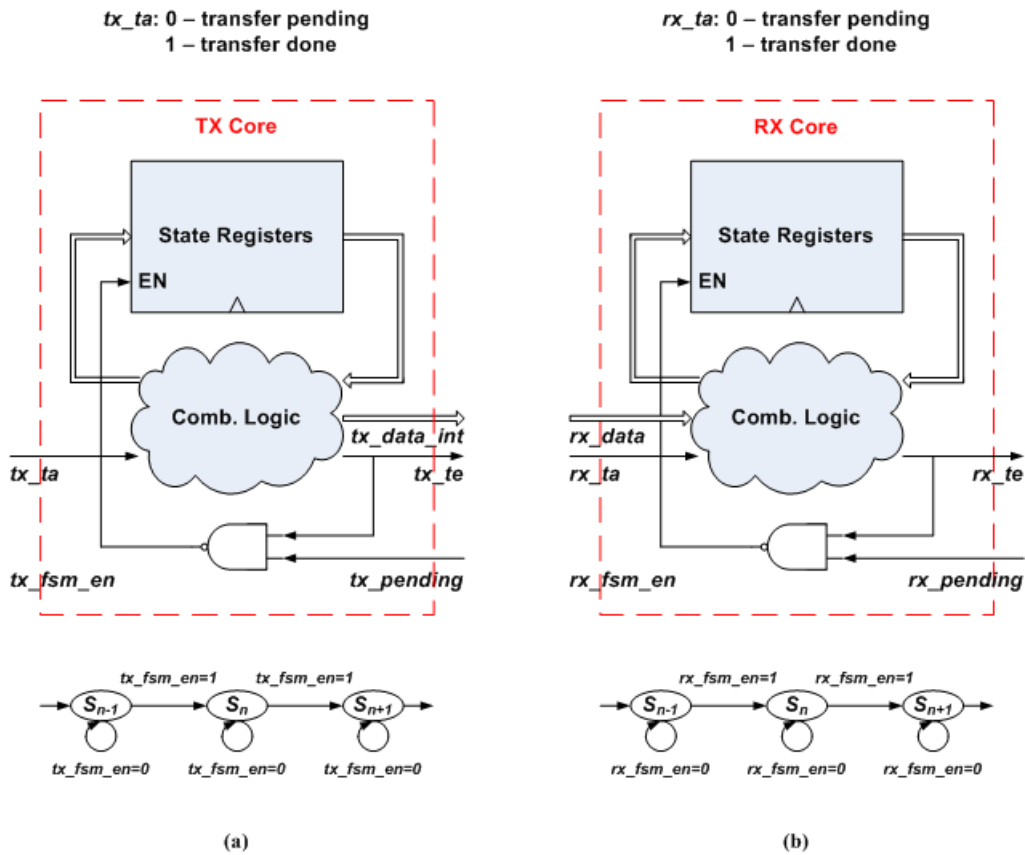 tx_ta: 0 – transfer pending
1 – transfer done
TX Core
State Registers
EN
Comb. Logic
tx_data_int
tx_ta
tx_te
tx_fsm_en
tx_pending
tx_fsm_en=1
tx_fsm_en=1
Sn-1
Sn
Sn+1
tx_fsm_en=0
tx_fsm_en=0
tx_fsm_en=0
(a)
rx_ta: 0 – transfer pending
1 – transfer done
RX Core
State Registers
EN
Comb. Logic
rx_data
rx_ta
rx_te
rx_fsm_en
rx_pending
rx_fsm_en=1
rx_fsm_en=1
Sn-1
Sn
Sn+1
rx_fsm_en=0
rx_fsm_en=0
rx_fsm_en=0
(b)